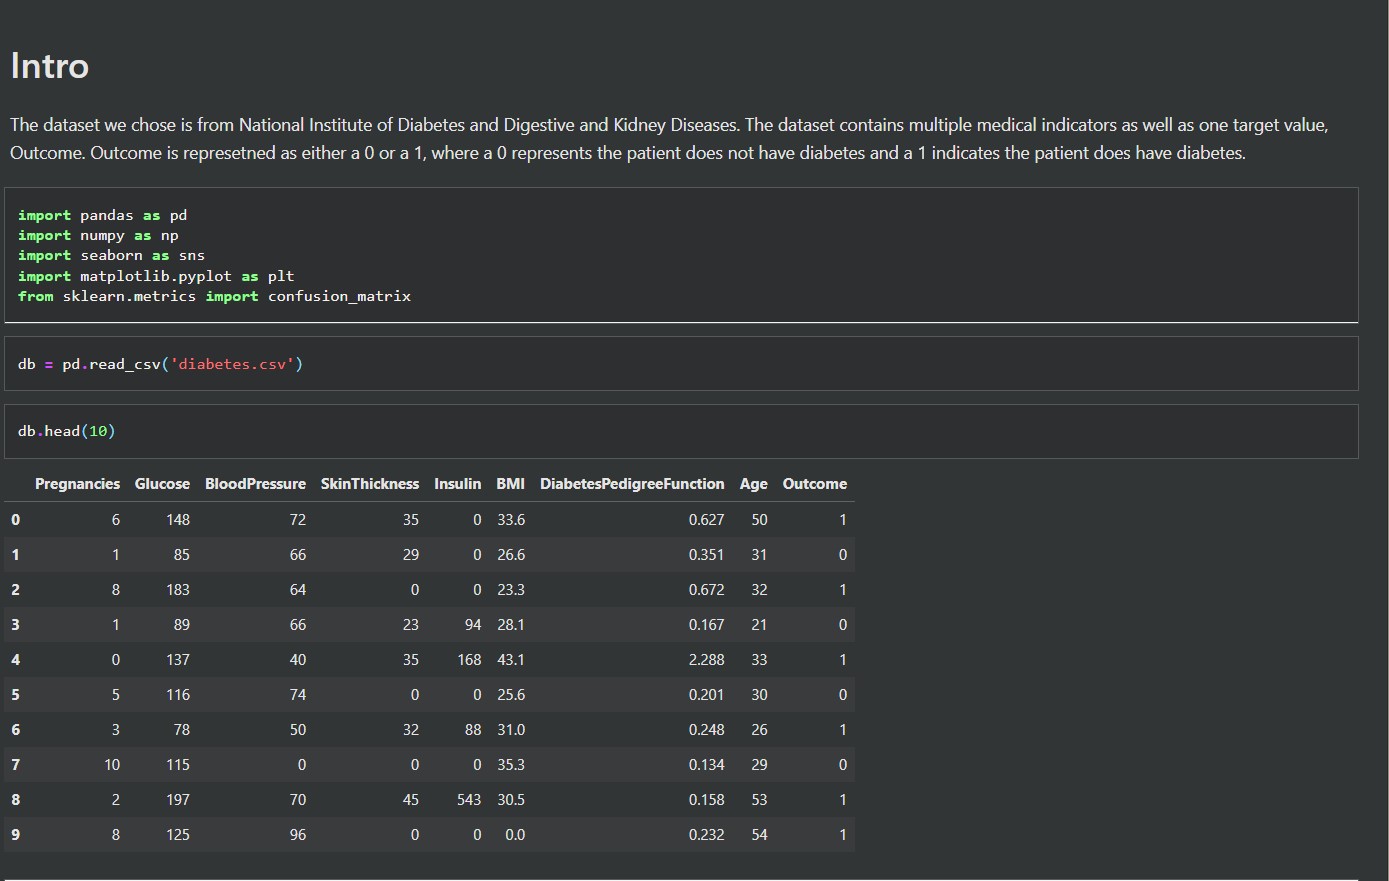 Intro
The dataset we chose is from National Institute of Diabetes and Digestive and Kidney Diseases. The dataset contains multiple medical indicators as well as one target value,
Outcome. Outcome is represetned as either a 0 or a 1, where a 0 represents the patient does not have diabetes and a 1 indicates the patient does have diabetes.
import pandas as pd
import numpy as np
import seaborn as sns
import matplotlib.pyplot as plt
from sklearn.metrics import confusion_matrix
db = pd.read_csv('diabetes.csv')
db.head(10)
Pregnancies Glucose BloodPressure SkinThickness Insulin BMI DiabetesPedigreeFunction Age Outcome
0 6 148 72 35 0 33.6 0.627 50 1
1 1 85 66 29 0 26.6 0.351 31 0
2 8 183 64 0 0 23.3 0.672 32 1
3 1 89 66 23 94 28.1 0.167 21 0
4 0 137 40 35 168 43.1 2.288 33 1
5 5 116 74 0 0 25.6 0.201 30 0
6 3 78 50 32 88 31.0 0.248 26 1
7 10 115 0 0 0 35.3 0.134 29 0
8 2 197 70 45 543 30.5 0.158 53 1
9 8 125 96 0 0 0.0 0.232 54 1